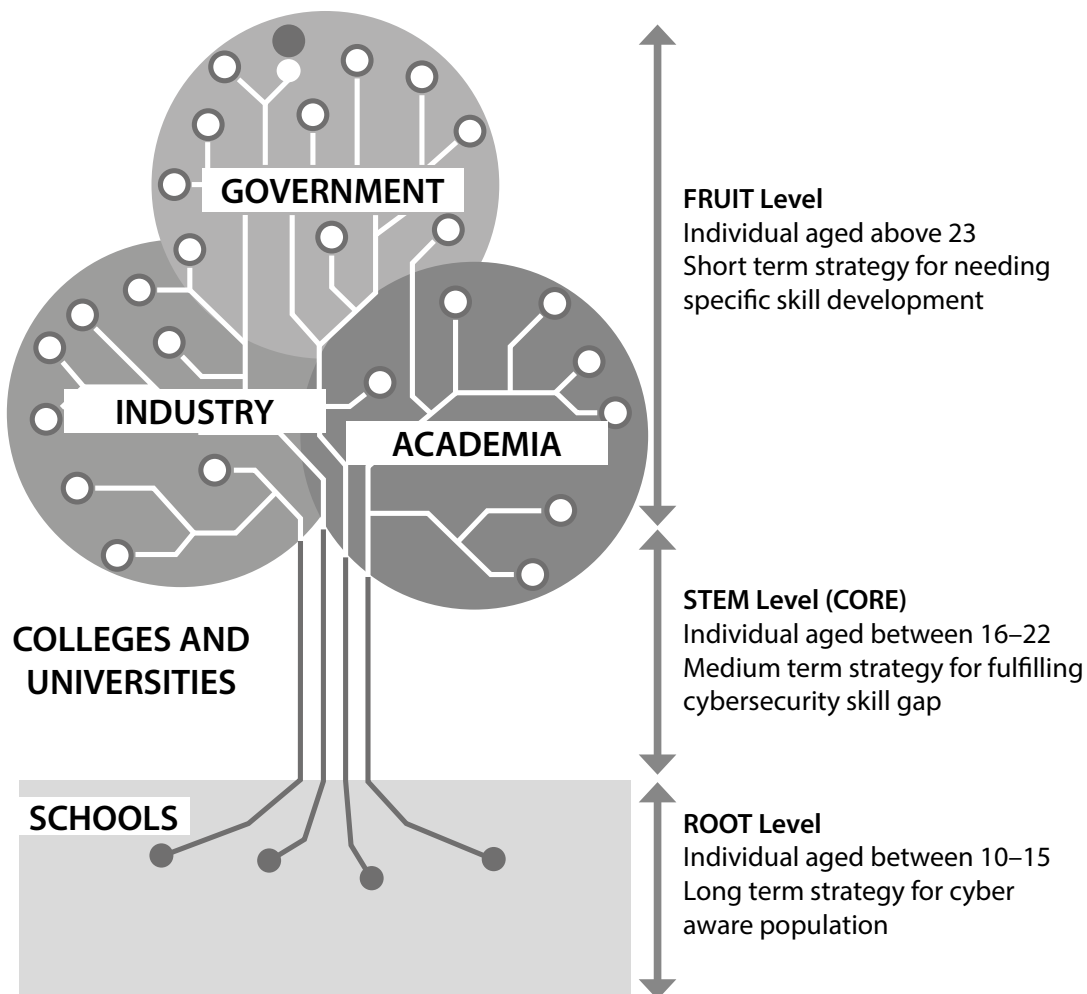 GOVERNMENT
INDUSTRY
ACADEMIA
COLLEGES AND
UNIVERSITIES
SCHOOLS
FRUIT Level
Individual aged above 23
Short term strategy for needing
specific skill development
STEM Level (CORE)
Individual aged between 16–22
Medium term strategy for fulfilling
cybersecurity skill gap
ROOT Level
Individual aged between 10–15
Long term strategy for cyber
aware population